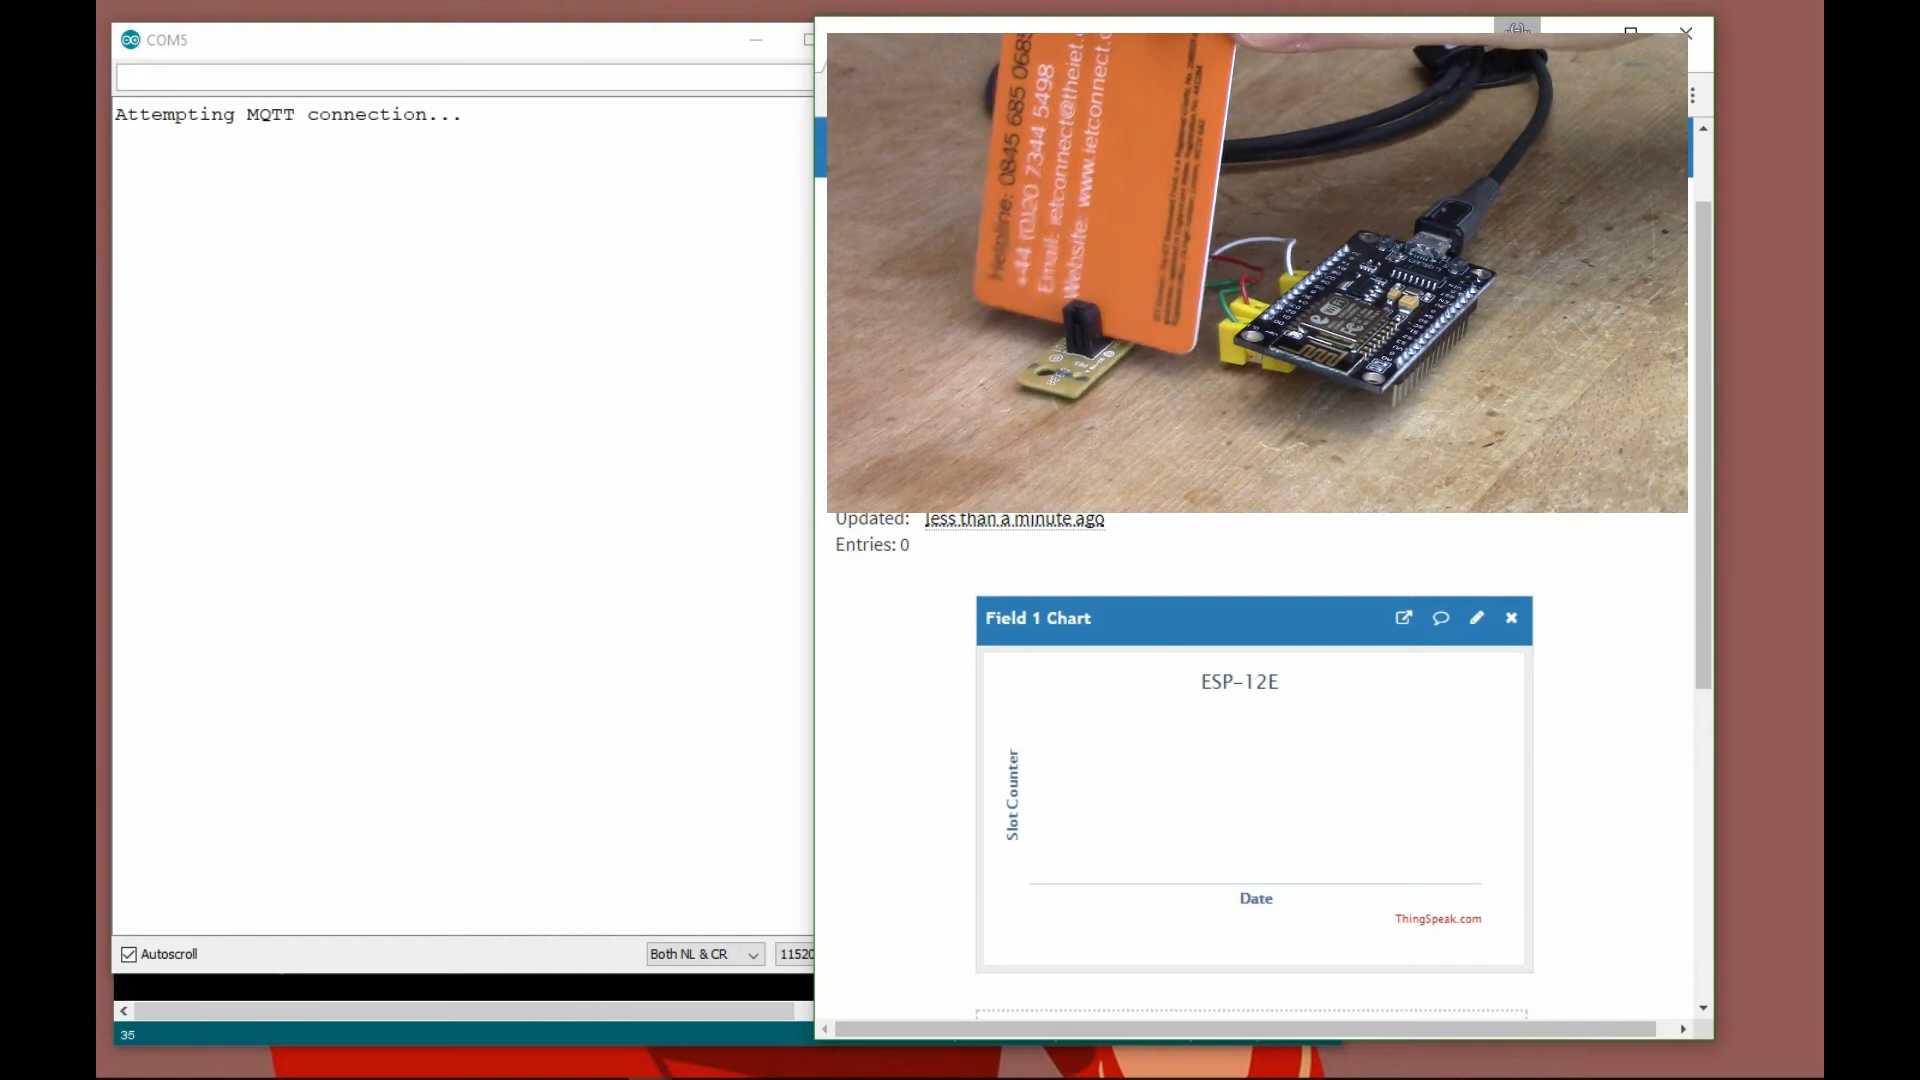 COM5
Attempting MQTT connection...
Autoscroll
Both NL & CR
11520
35
Helpline: 0845 685 0685
+44 (0)20 7344 5498
Email: ietconnect@theiet.
Website: www.ietconnect.
Updated: less than a minute ago
Entries: 0
Field 1 Chart
ESP-12E
Slot Counter
Date
ThingSpeak.com